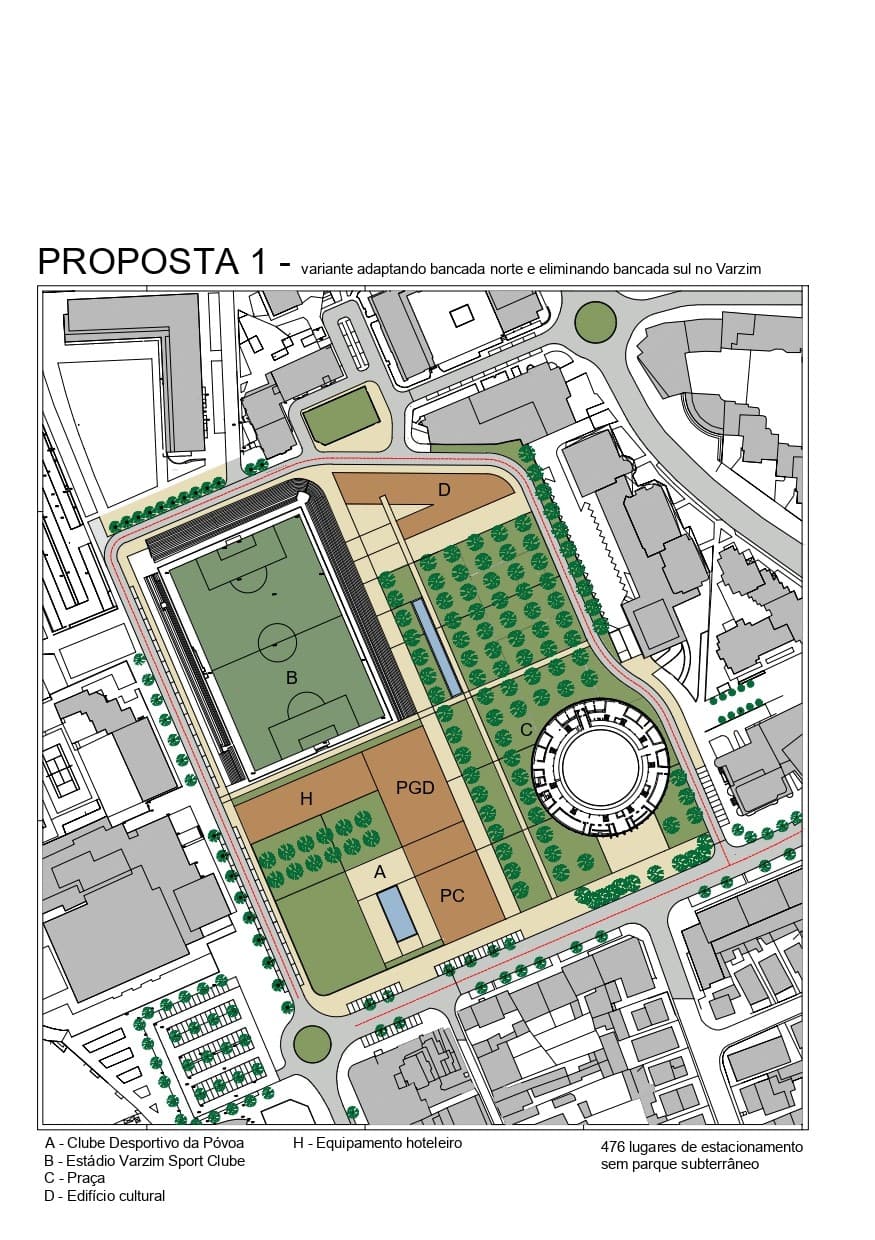 PROPOSTA 1 - variante adaptando bancada norte e eliminando bancada sul no Varzim
D
B
C
H
PGD
A
PC
A - Clube Desportivo da Póvoa
B - Estádio Varzim Sport Clube
C - Praça
D - Edifício cultural
H - Equipamento hoteleiro
476 lugares de estacionamento
sem parque subterrâneo